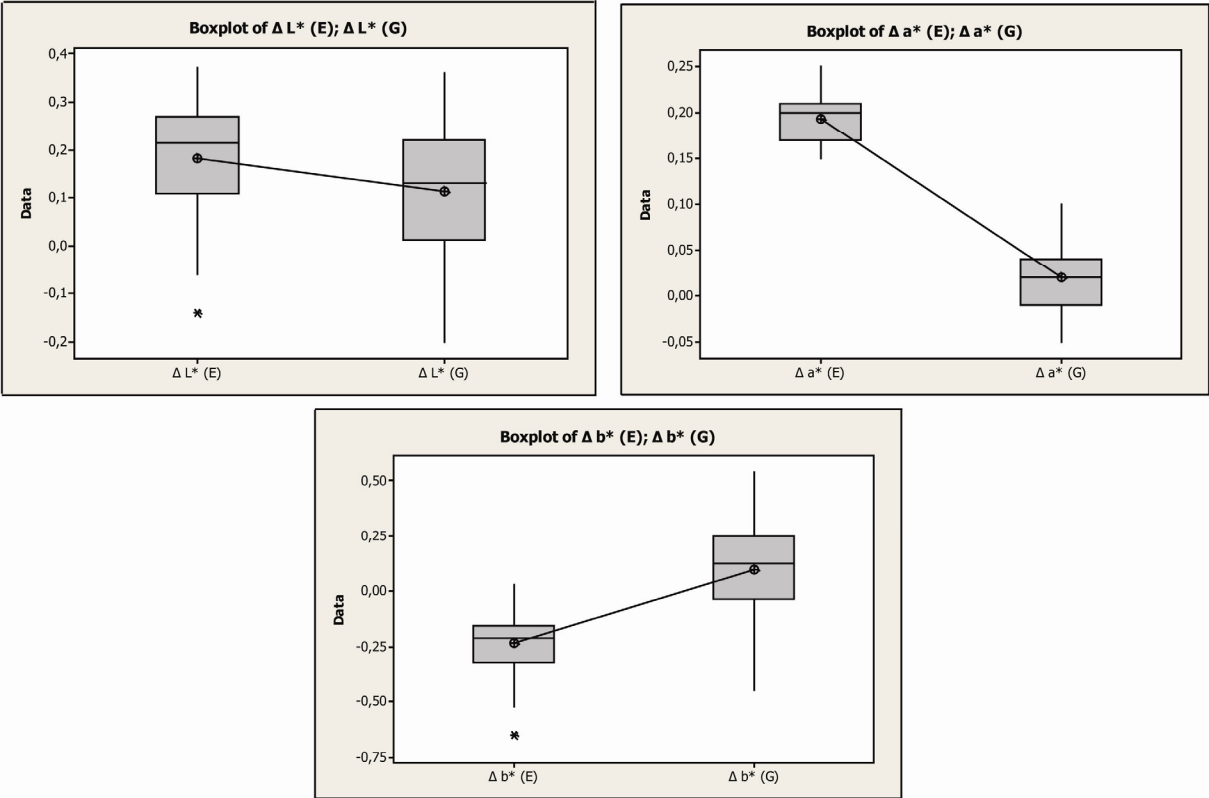 Boxplot of Δ L* (E); Δ L* (G)
Data
0,4
0,3
0,2
0,1
0,0
-0,1
-0,2
Δ L* (E)
Δ L* (G)
Boxplot of Δ a* (E); Δ a* (G)
Data
0,25
0,20
0,15
0,10
0,05
0,00
-0,05
Δ a* (E)
Δ a* (G)
Boxplot of Δ b* (E); Δ b* (G)
Data
0,50
0,25
0,00
-0,25
-0,50
-0,75
Δ b* (E)
Δ b* (G)